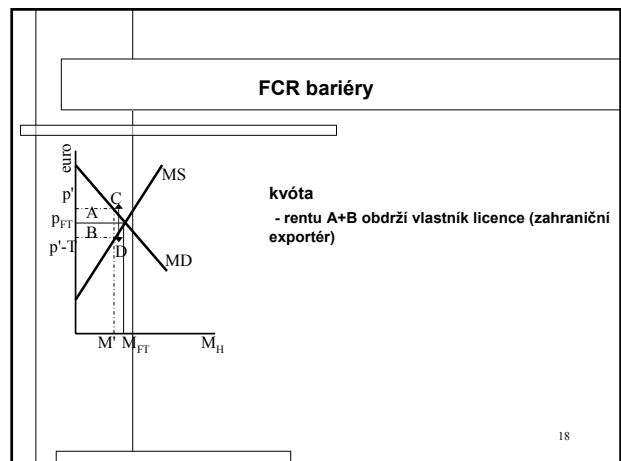 FCR bariéry
euro
MS
p'
C
A
p_FT
B
p'-T
D
MD
M' M_FT M_H
kvóta
- rentu A+B obdrží vlastník licence (zahraniční
exportér)
18